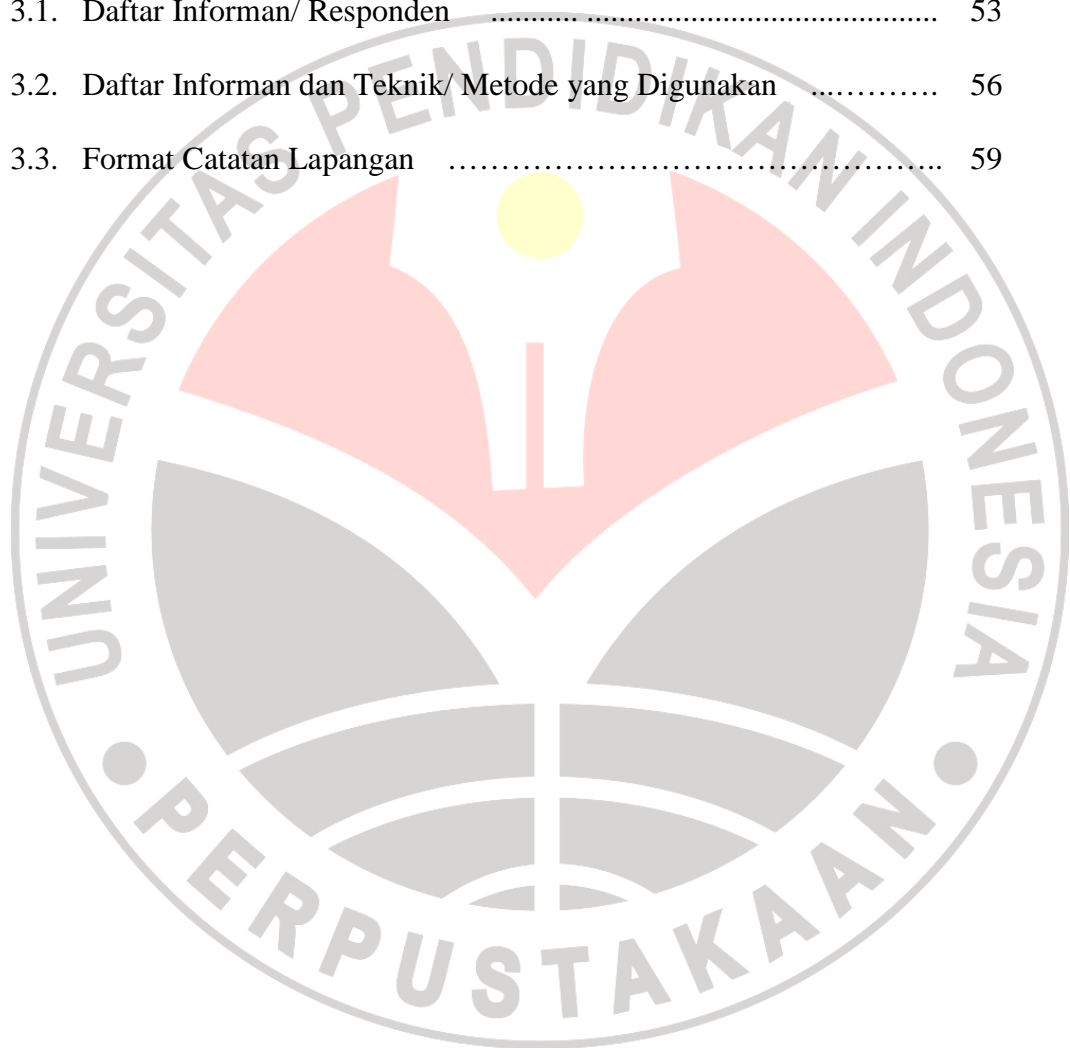 3.1. Daftar Informan/ Responden ........... ............................................ 53
3.2. Daftar Informan dan Teknik/ Metode yang Digunakan ...………. 56
3.3. Format Catatan Lapangan ………………………………………. 59
UNIVERSITAS PENDIDIKAN INDONESIA
PERPUSTAKAAN